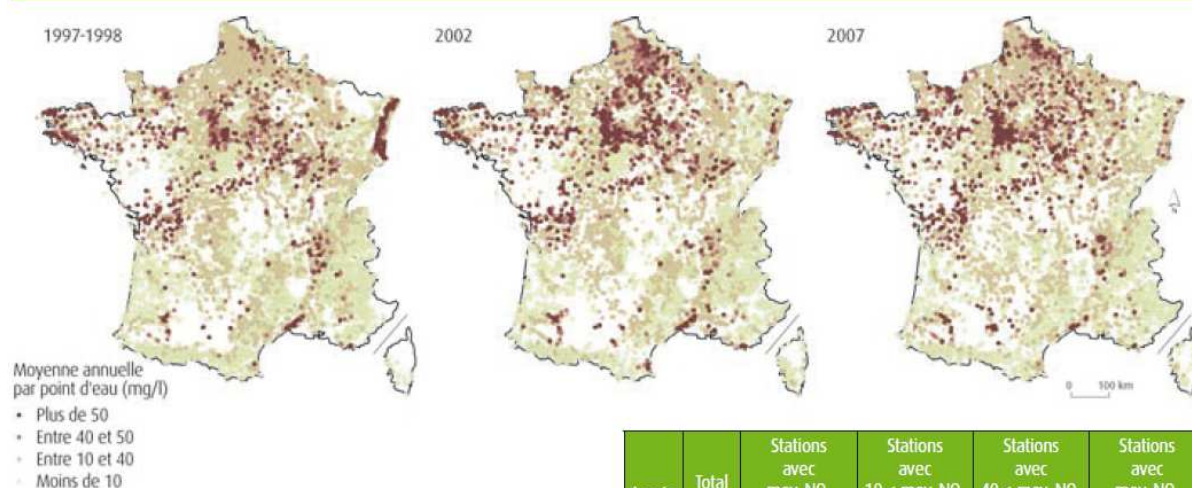 1997-1998
2002
2007
0 100 km
Moyenne annuelle
par point d'eau (mg/l)
Plus de 50
Entre 40 et 50
Entre 10 et 40
Moins de 10
Total
Stations
avec
Stations
avec
Stations
avec
Stations
avec